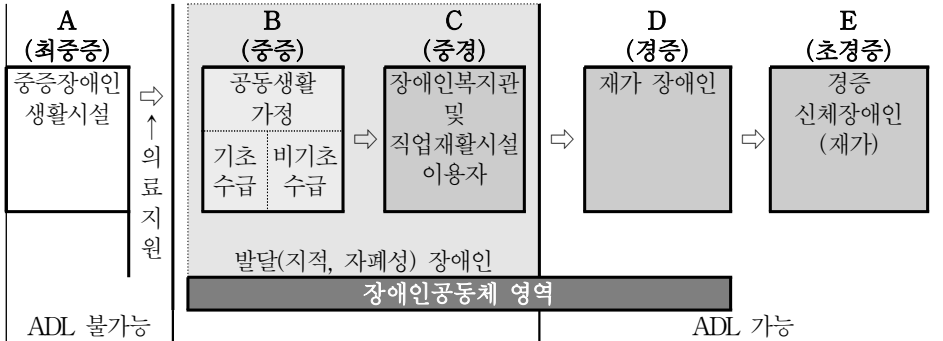 A
(최중증)
중증장애인
생활시설
⇨
↑
의
료
지
원
B
(중증)
공동생활
가정
기초
수급
비기초
수급
⇨
C
(중경)
장애인복지관
및
직업재활시설
이용자
⇨
D
(경증)
재가 장애인
⇨
E
(초경증)
경증
신체장애인
(재가)
발달(지적, 자폐성) 장애인
장애인공동체 영역
ADL 불가능
ADL 가능